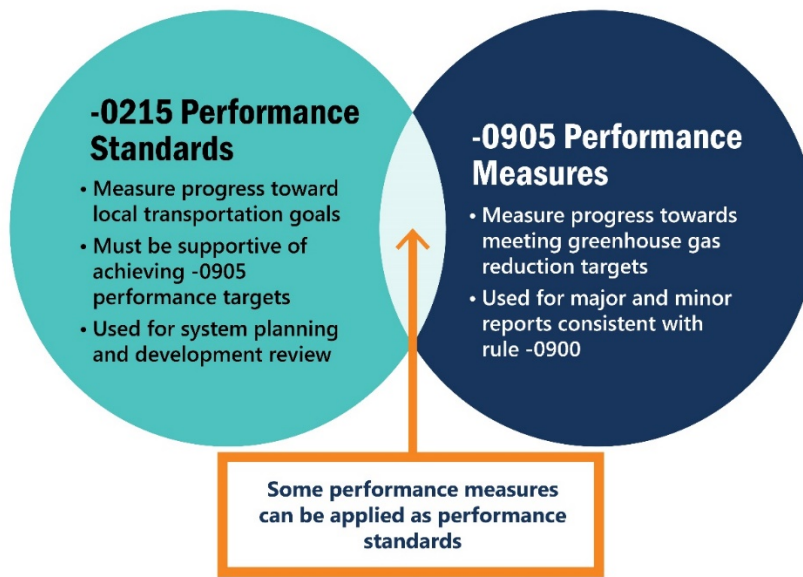 -0215 Performance
Standards
• Measure progress toward
local transportation goals
• Must be supportive of
achieving -0905
performance targets
• Used for system planning
and development review
-0905 Performance
Measures
• Measure progress towards
meeting greenhouse gas
reduction targets
• Used for major and minor
reports consistent with
rule -0900
Some performance measures
can be applied as performance
standards